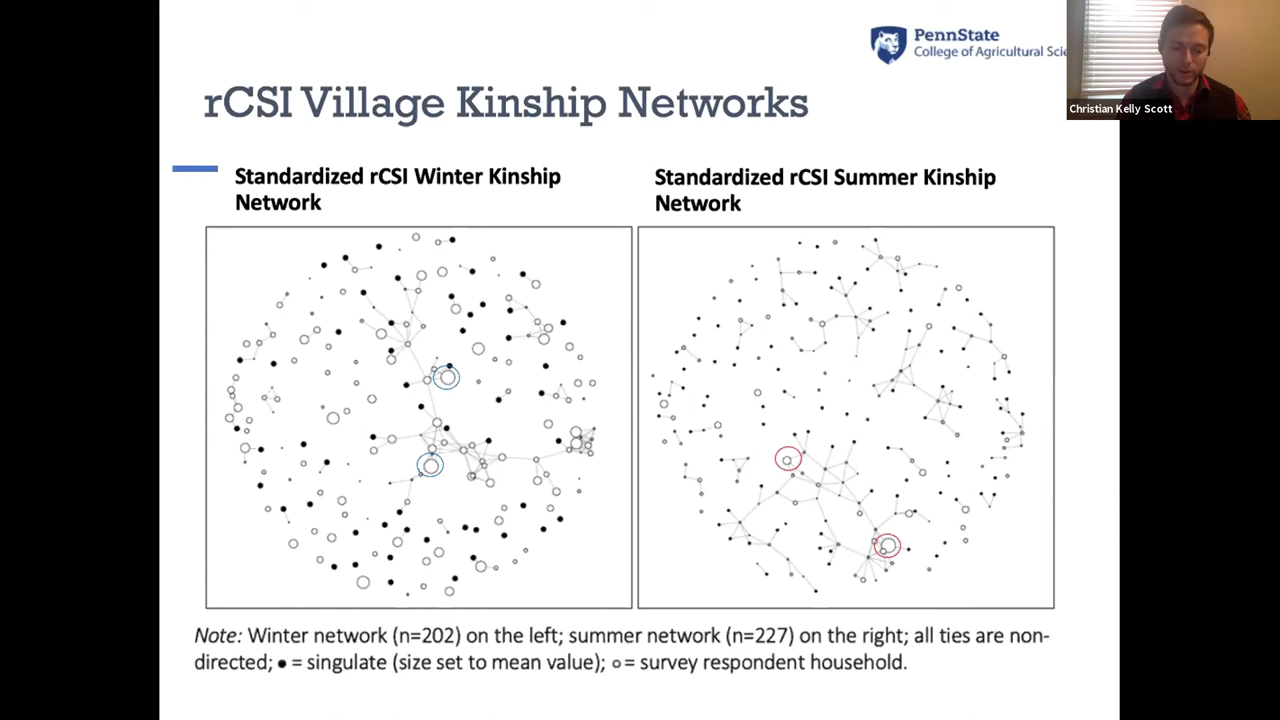 PennState
College of Agricultural Scie
Christian Kelly Scott
rCSI Village Kinship Networks
Standardized rCSI Winter Kinship
Network
Standardized rCSI Summer Kinship
Network
Note: Winter network (n=202) on the left; summer network (n=227) on the right; all ties are non-
directed; ● = singulate (size set to mean value); ○ = survey respondent household.